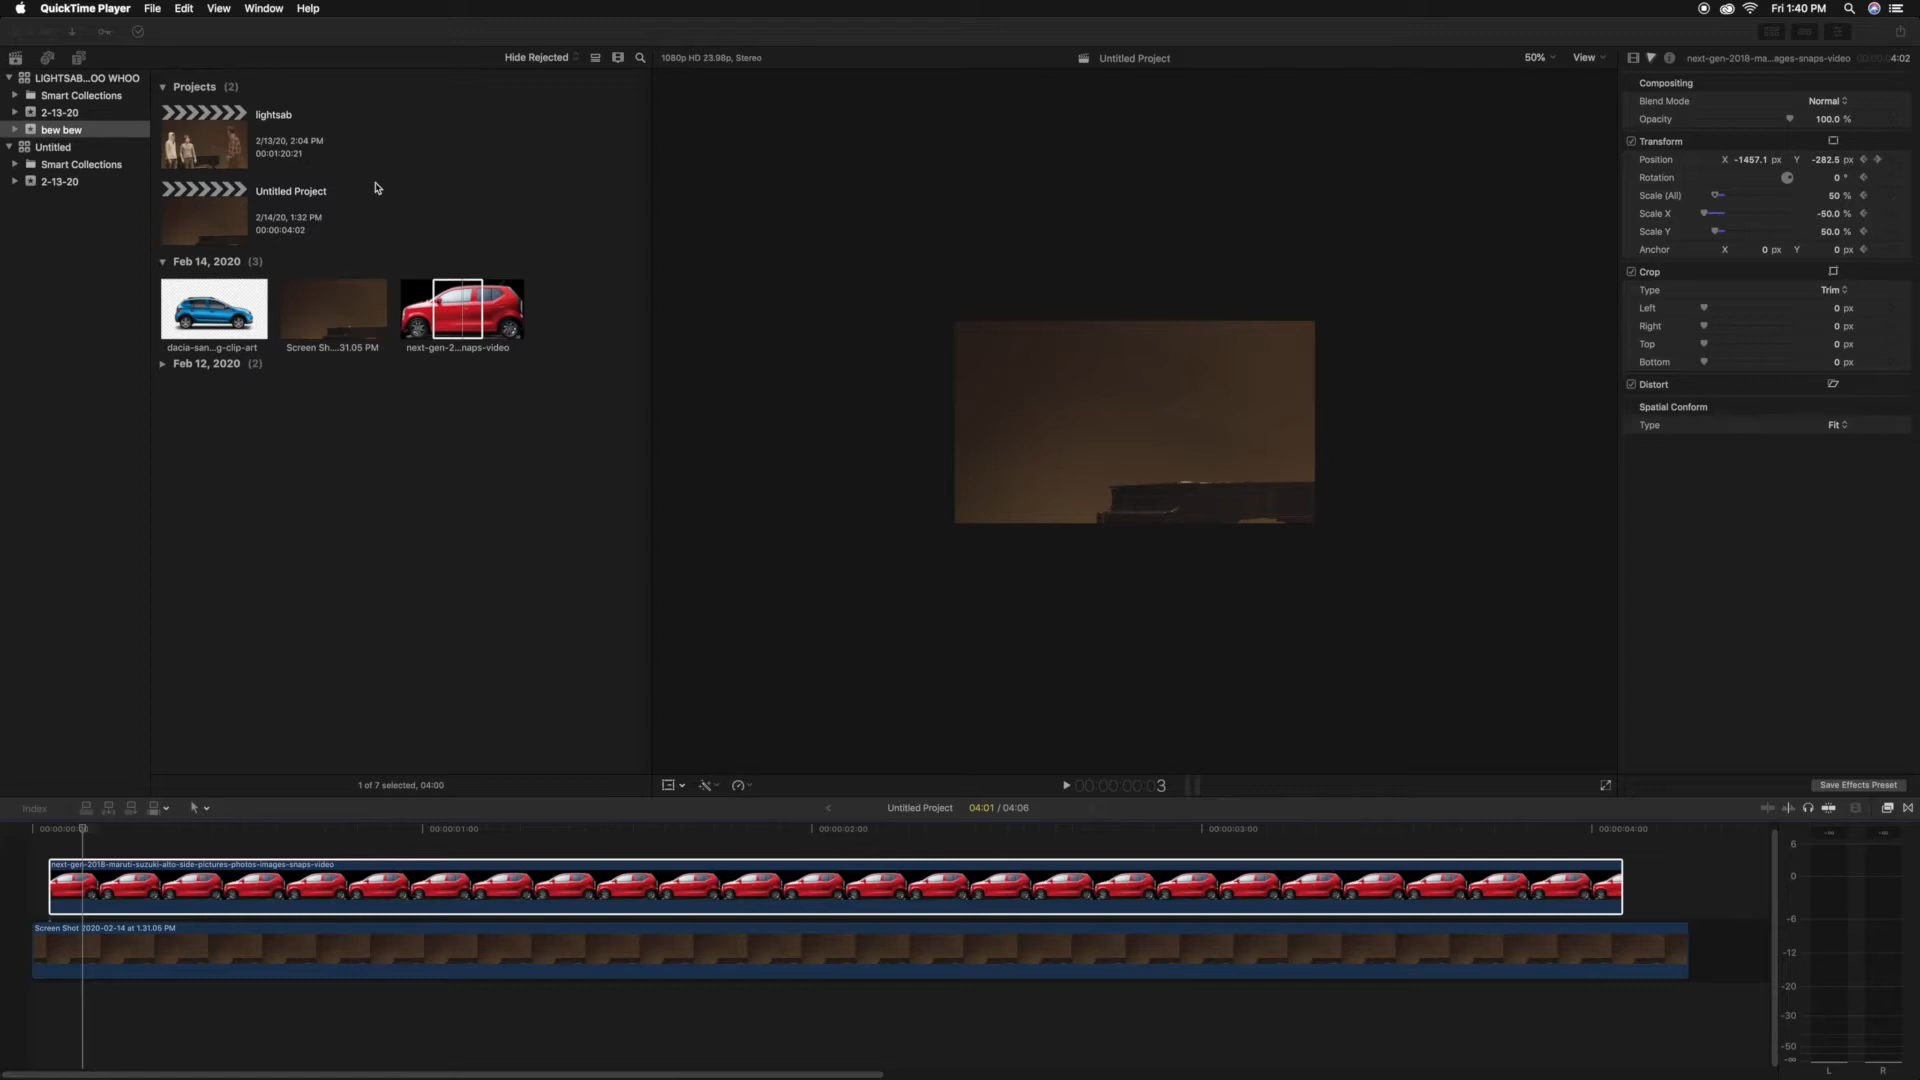 QuickTime Player File Edit View Window Help
Fri 1:40 PM
Hide Rejected
1080p HD 23.98p, Stereo
Untitled Project
50%
View
next-gen-2018-ma...ages-snaps-video
4:02
LIGHTSAB...OO WHOO
Smart Collections
2-13-20
bew bew
Untitled
Smart Collections
2-13-20
Projects (2)
lightsab
2/13/20, 2:04 PM
00:01:20:21
Untitled Project
2/14/20, 1:32 PM
00:00:04:02
Feb 14, 2020 (3)
dacia-san...g-clip-art
Screen Sh....31.05 PM
next-gen-2...naps-video
Feb 12, 2020 (2)
1 of 7 selected, 04:00
Compositing
Blend Mode Normal
Opacity 100.0 %
Transform
Position X -1457.1 px Y -282.5 px
Rotation 0 °
Scale (All) 50 %
Scale X -50.0 %
Scale Y 50.0 %
Anchor X 0 px Y 0 px
Crop
Type Trim
Left 0 px
Right 0 px
Top 0 px
Bottom 0 px
Distort
Spatial Conform
Type Fit
00:00:00:03
Save Effects Preset
Index
Untitled Project 04:01 / 04:06
00:00:01:00
00:00:02:00
00:00:03:00
00:00:04:00
next-gen-2018-maruti-suzuki-alto-side-pictures-photos-images-snaps-video
Screen Shot 2020-02-14 at 1.31.05 PM
-∞ -∞
6
0
-6
-12
-20
-30
-50
-∞
L R